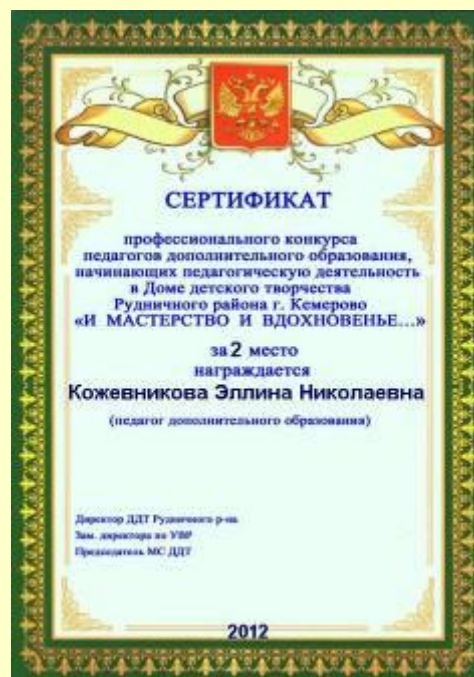 СЕРТИФИКАТ
профессионального конкурса
педагогов дополнительного образования,
начинающих педагогическую деятельность
в Доме детского творчества
Рудничного района г. Кемерово
«И МАСТЕРСТВО И ВДОХНОВЕНЬЕ...»
за 2 место
награждается
Кожевникова Эллина Николаевна
(педагог дополнительного образования)
Директор ДДТ Рудничного р-на
Зам. директора по УВР
Председатель МС ДДТ
2012